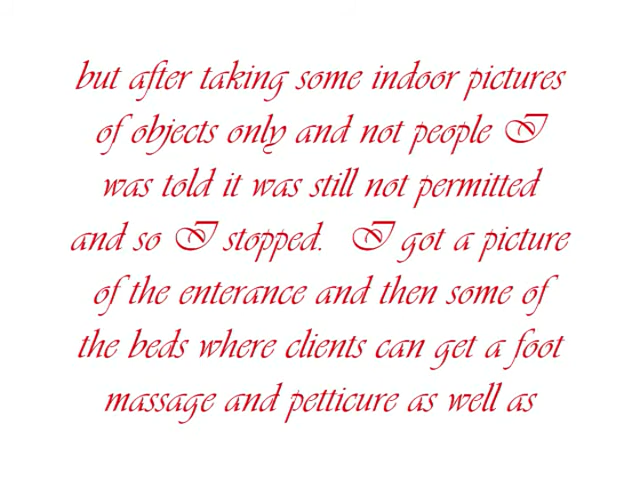 but after taking some indoor pictures
of objects only and not people I
was told it was still not permitted
and so I stopped.  I got a picture
of the enterance and then some of
the beds where clients can get a foot
massage and petticure as well as